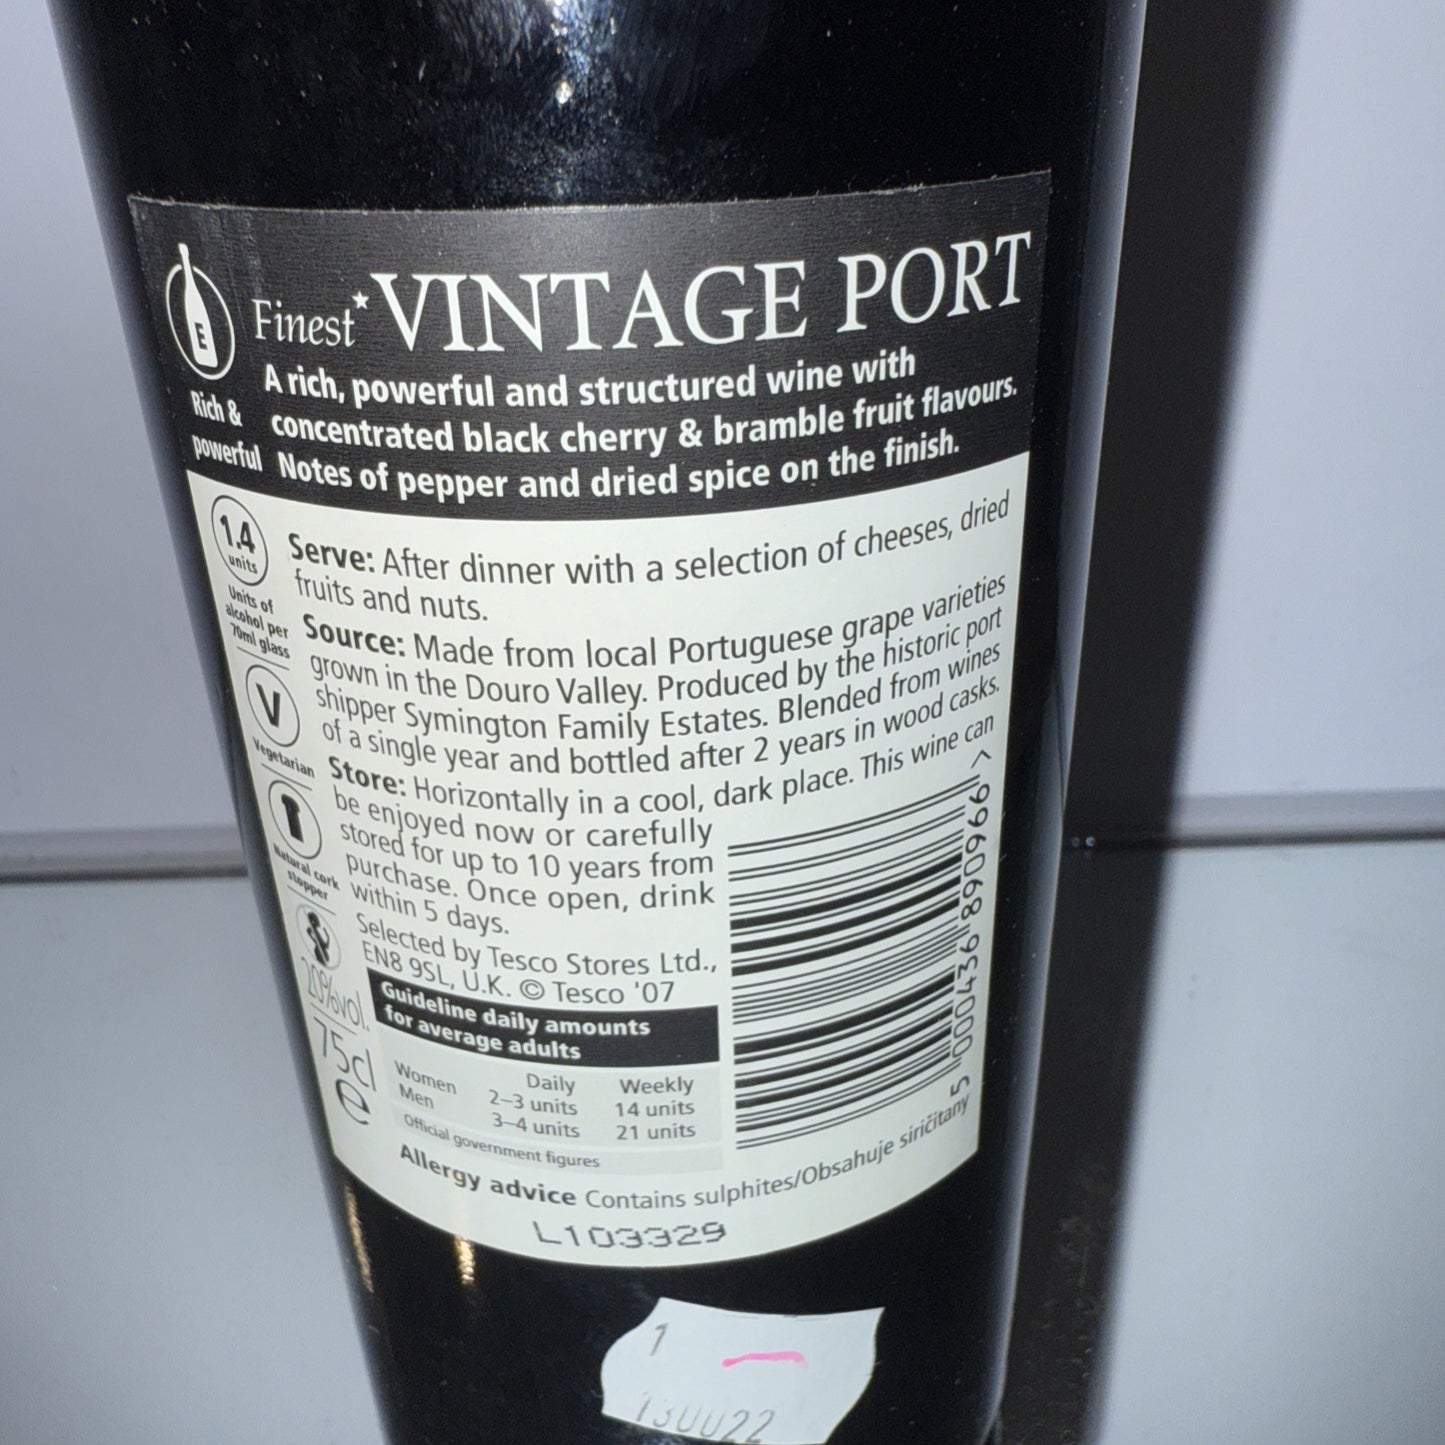 Finest* VINTAGE PORT
A rich, powerful and structured wine with
concentrated black cherry & bramble fruit flavours.
Notes of pepper and dried spice on the finish.
E
Rich &
powerful
1.4
units
Units of
alcohol per
70ml glass
V
Vegetarian
Natural cork
stopper
20%vol.
75cl
e
Serve: After dinner with a selection of cheeses, dried
fruits and nuts.
Source: Made from local Portuguese grape varieties
grown in the Douro Valley. Produced by the historic port
shipper Symington Family Estates. Blended from wines
of a single year and bottled after 2 years in wood casks.
Store: Horizontally in a cool, dark place. This wine can
be enjoyed now or carefully
stored for up to 10 years from
purchase. Once open, drink
within 5 days.
Selected by Tesco Stores Ltd.,
EN8 9SL, U.K. © Tesco '07
Guideline daily amounts
for average adults
Daily Weekly
Women 2–3 units 14 units
Men 3–4 units 21 units
Official government figures
5 000436 890966 >
Allergy advice Contains sulphites/Obsahuje siričitany
L103329
1